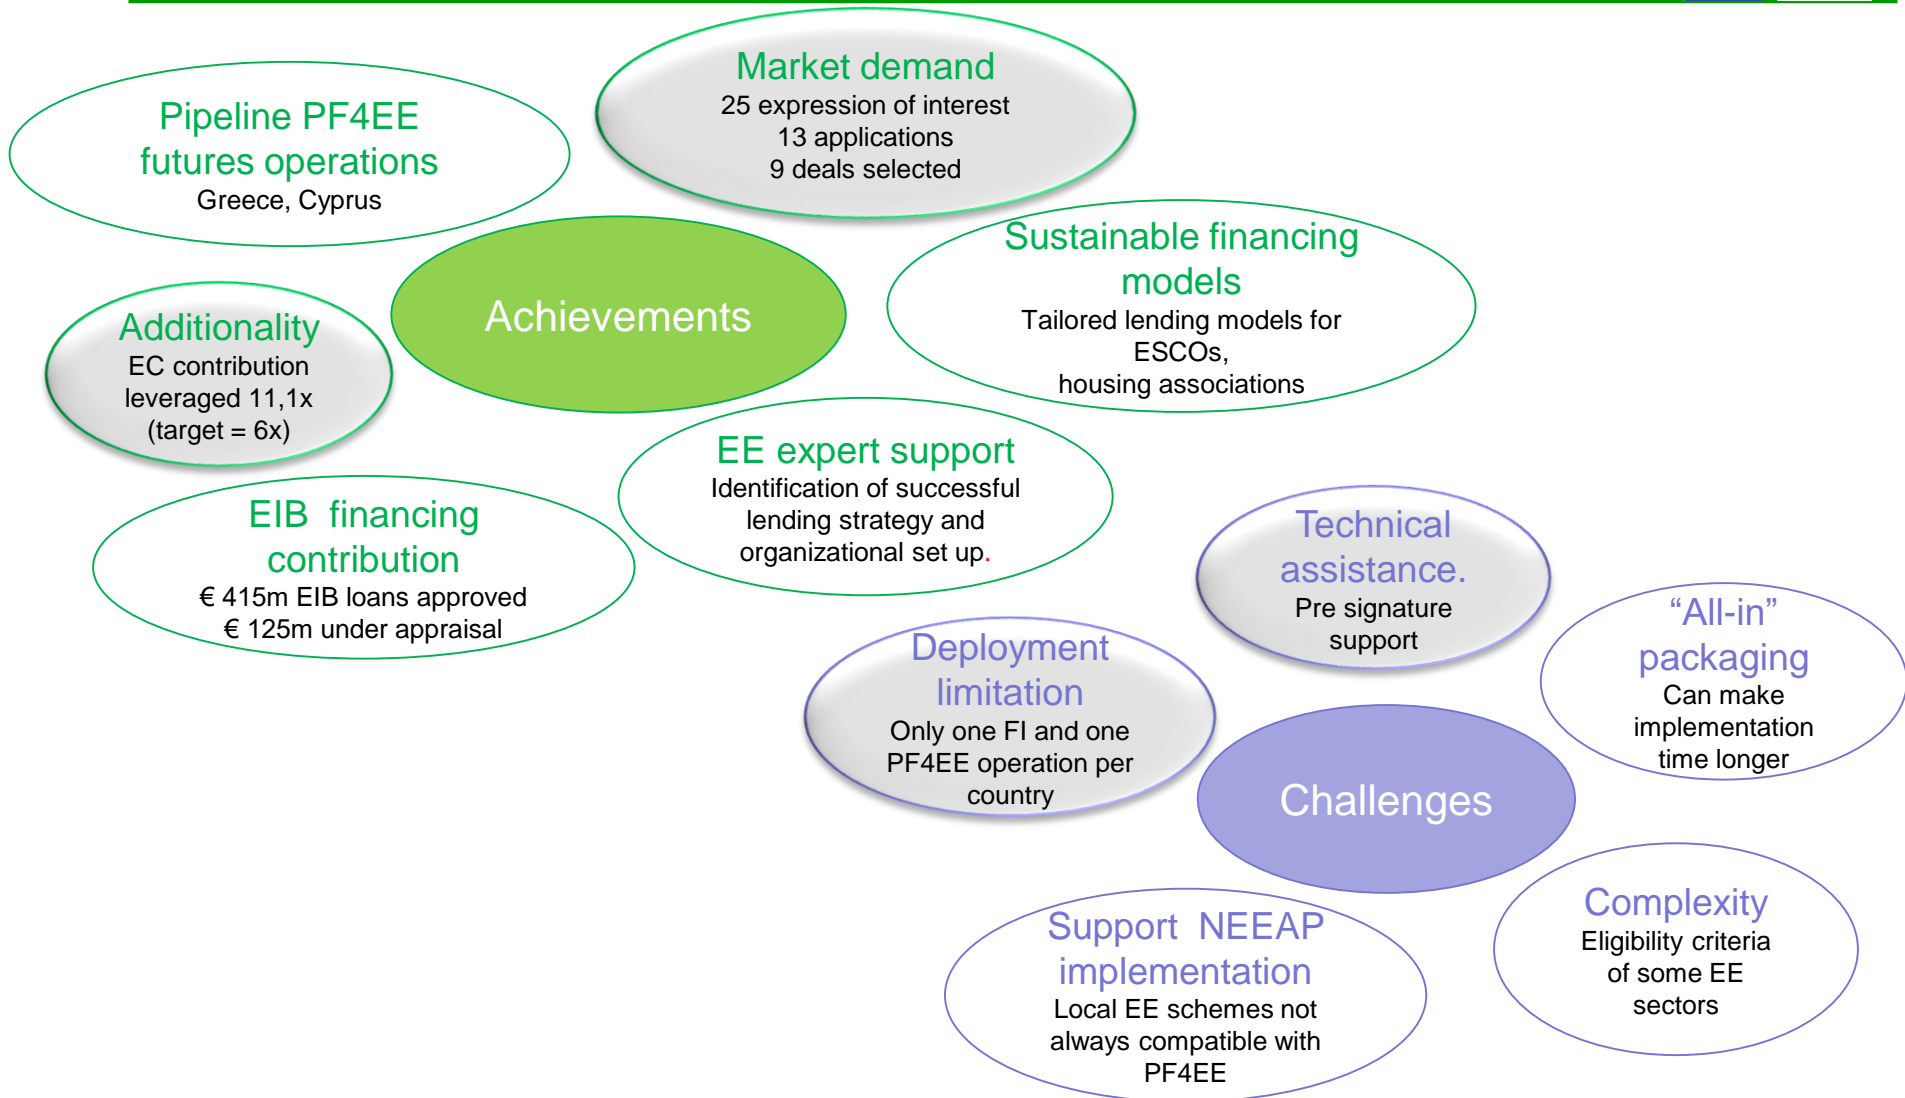 Market demand
25 expression of interest
13 applications
9 deals selected
Pipeline PF4EE
futures operations
Greece, Cyprus
Sustainable financing
models
Tailored lending models for
ESCOs,
housing associations
Achievements
Additionality
EC contribution
leveraged 11,1x
(target = 6x)
EE expert support
Identification of successful
lending strategy and
organizational set up.
EIB  financing
contribution
€ 415m EIB loans approved
€ 125m under appraisal
Technical
assistance.
Pre signature
support
“All-in”
packaging
Can make
implementation
time longer
Deployment
limitation
Only one FI and one
PF4EE operation per
country
Challenges
Complexity
Eligibility criteria
of some EE
sectors
Support  NEEAP
implementation
Local EE schemes not
always compatible with
PF4EE